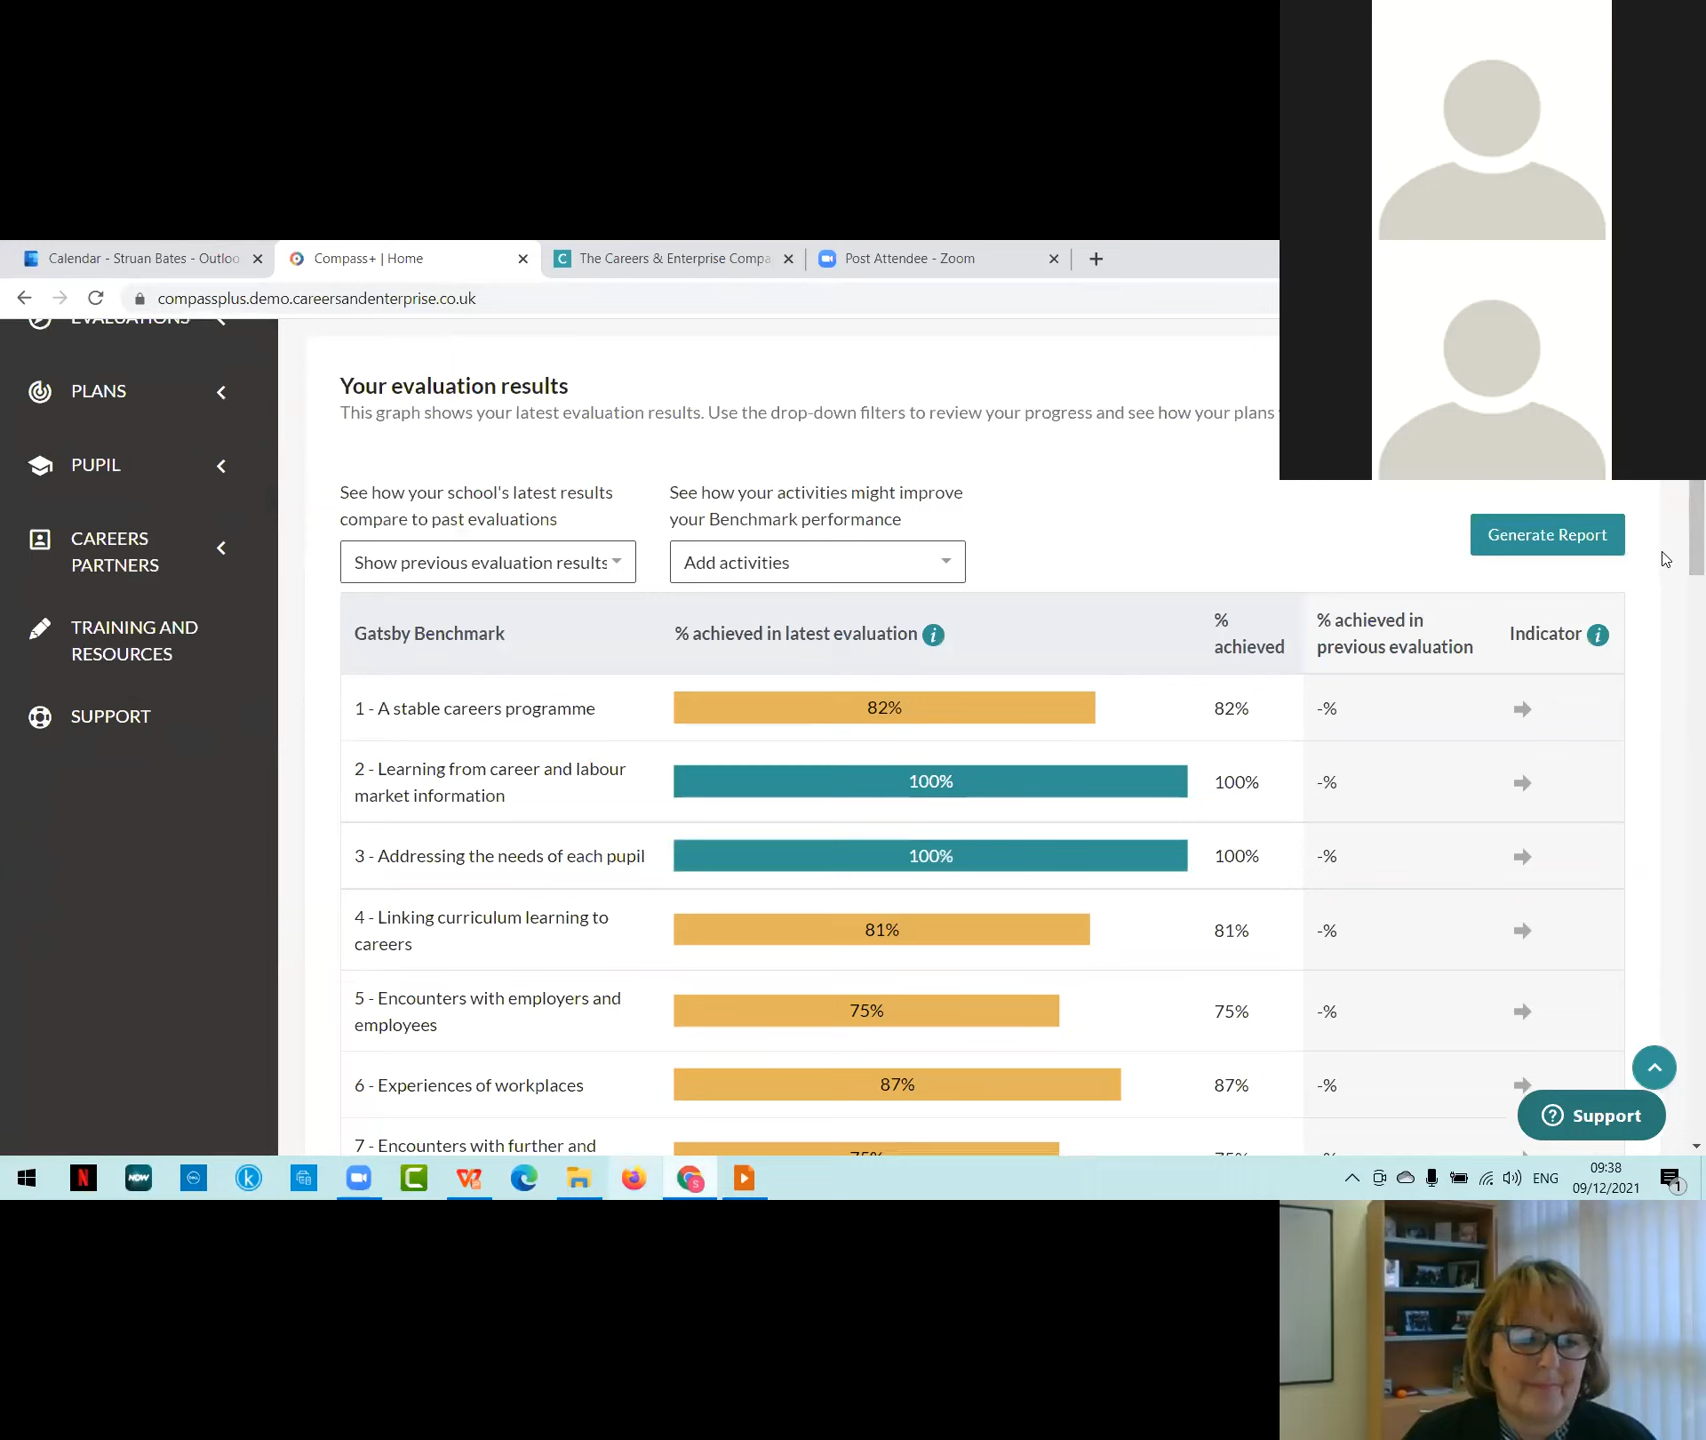 Calendar - Struan Bates - Outlo
Compass+ | Home
C The Careers & Enterprise Compa
Post Attendee - Zoom
compassplus.demo.careersandenterprise.co.uk
EVALUATIONS
PLANS
PUPIL
CAREERS
PARTNERS
TRAINING AND
RESOURCES
SUPPORT
Your evaluation results
This graph shows your latest evaluation results. Use the drop-down filters to review your progress and see how your plans
See how your school's latest results
compare to past evaluations
Show previous evaluation results
See how your activities might improve
your Benchmark performance
Add activities
Generate Report
Gatsby Benchmark
% achieved in latest evaluation i
%
achieved
% achieved in
previous evaluation
Indicator i
1 - A stable careers programme
82%
82%
-%
2 - Learning from career and labour
market information
100%
100%
-%
3 - Addressing the needs of each pupil
100%
100%
-%
4 - Linking curriculum learning to
careers
81%
81%
-%
5 - Encounters with employers and
employees
75%
75%
-%
6 - Experiences of workplaces
87%
87%
-%
7 - Encounters with further and
75%
75%
Support
N
NOW
k
C
S
ENG
09:38
09/12/2021
1